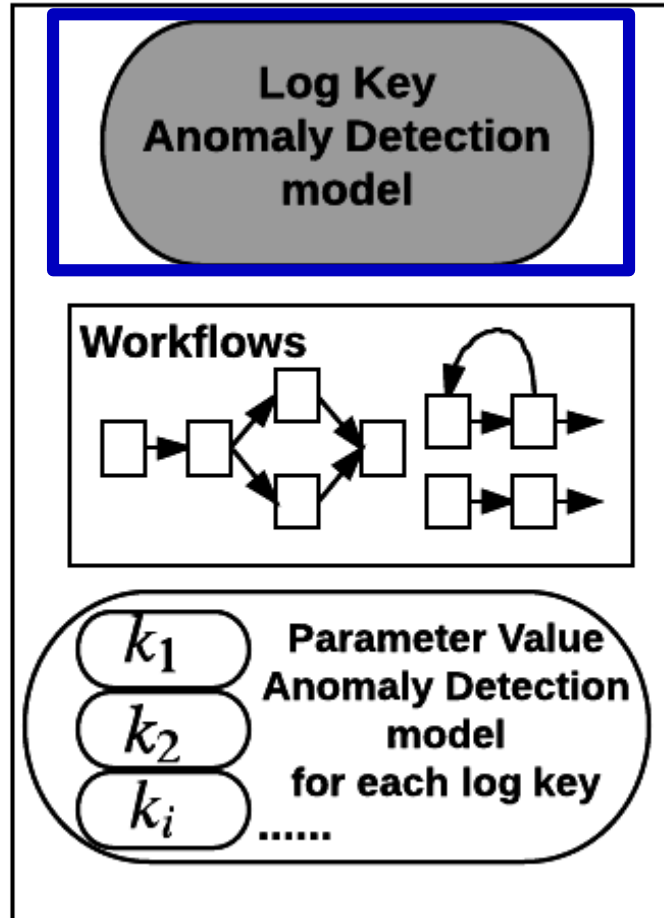 Log Key
Anomaly Detection
model
Workflows
k₁
k₂
kᵢ
Parameter Value
Anomaly Detection
model
for each log key
......